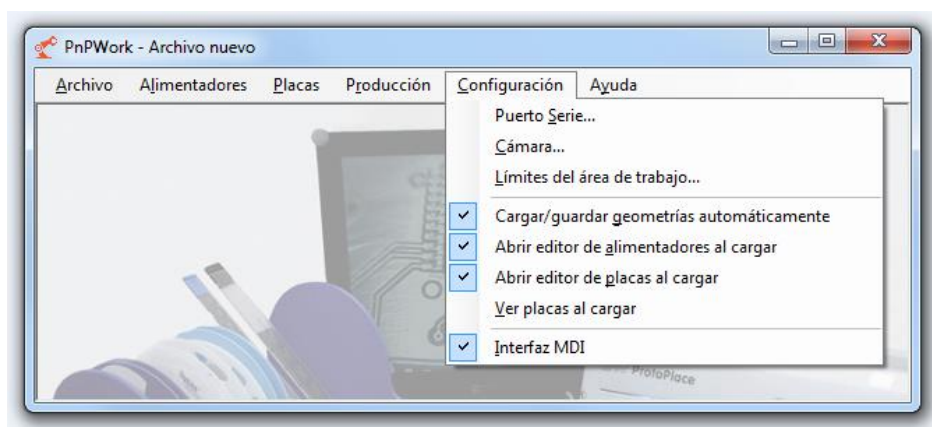 PnPWork - Archivo nuevo
Archivo Alimentadores Placas Producción Configuración Ayuda
Puerto Serie...
Cámara...
Límites del área de trabajo...
Cargar/guardar geometrías automáticamente
Abrir editor de alimentadores al cargar
Abrir editor de placas al cargar
Ver placas al cargar
Interfaz MDI
ProtoPlace